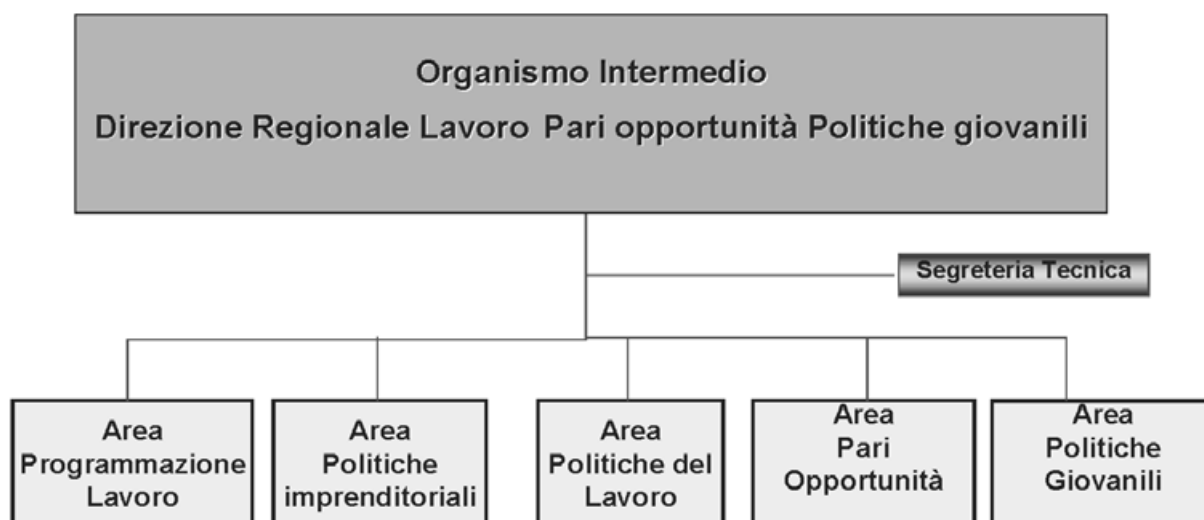 Organismo Intermedio
Direzione Regionale Lavoro Pari opportunità Politiche giovanili
Segreteria Tecnica
Area
Programmazione
Lavoro
Area
Politiche
imprenditoriali
Area
Politiche del
Lavoro
Area
Pari
Opportunità
Area
Politiche
Giovanili